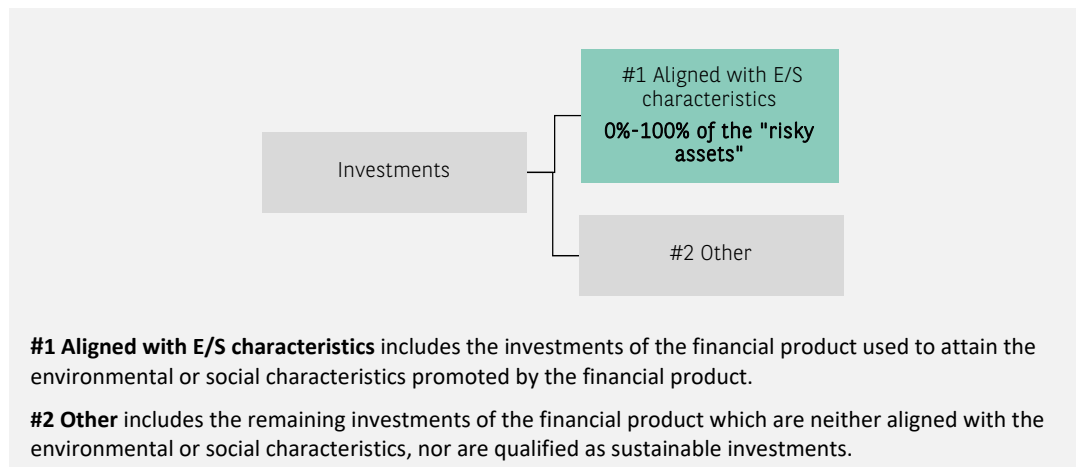 #1 Aligned with E/S
characteristics
0%-100% of the "risky
assets"
Investments
#2 Other
#1 Aligned with E/S characteristics includes the investments of the financial product used to attain the
environmental or social characteristics promoted by the financial product.
#2 Other includes the remaining investments of the financial product which are neither aligned with the
environmental or social characteristics, nor are qualified as sustainable investments.